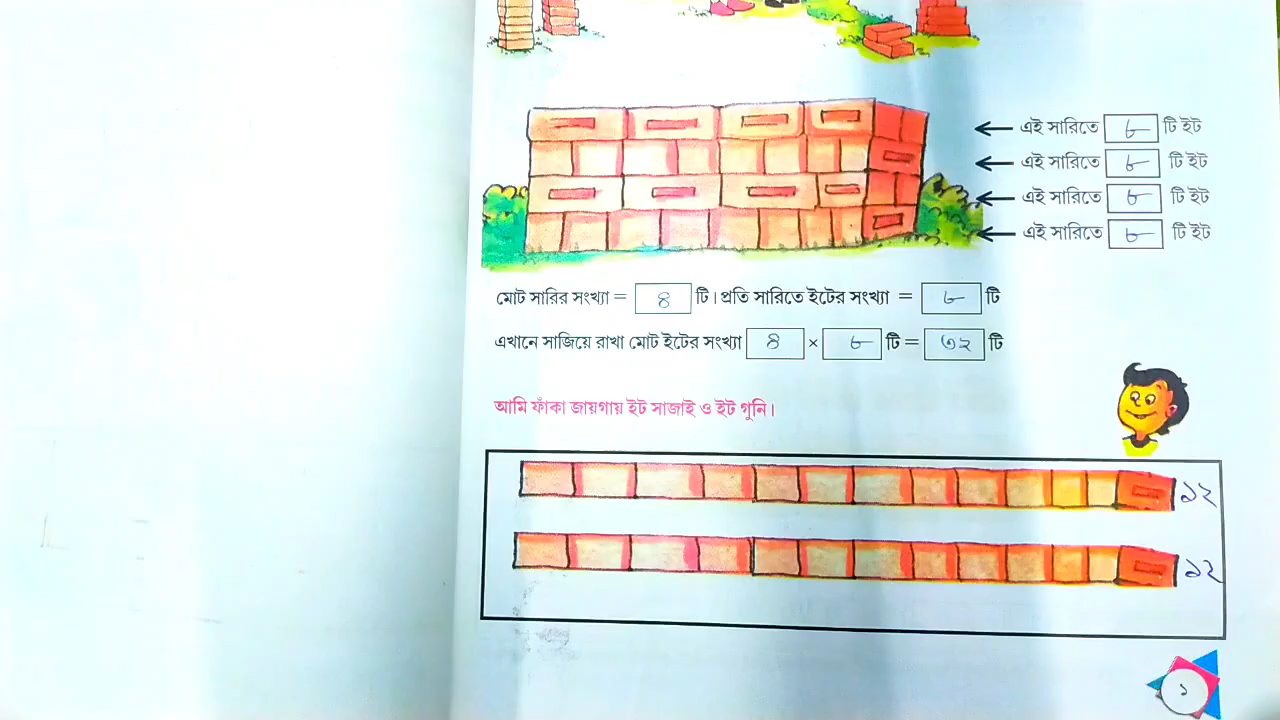 ← এই সারিতে ৮ টি ইট
← এই সারিতে ৮ টি ইট
← এই সারিতে ৮ টি ইট
← এই সারিতে ৮ টি ইট
মোট সারির সংখ্যা = ৪ টি। প্রতি সারিতে ইটের সংখ্যা = ৮ টি
এখানে সাজিয়ে রাখা মোট ইটের সংখ্যা ৪ × ৮ টি = ৩২ টি
আমি ফাঁকা জায়গায় ইট সাজাই ও ইট গুনি।
১২
১২
১